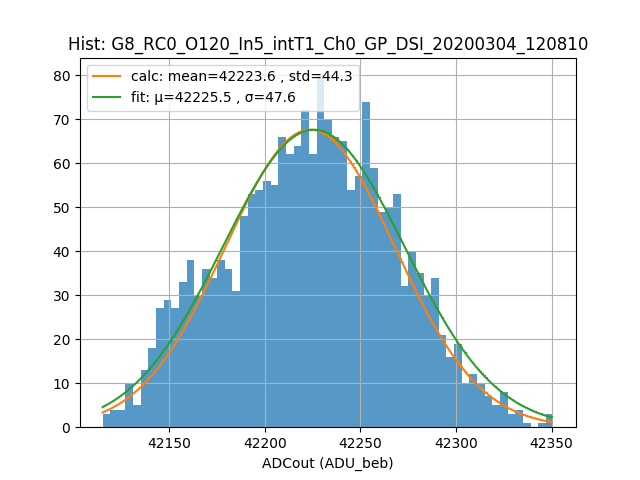 Hist: G8_RC0_O120_In5_intT1_Ch0_GP_DSI_20200304_120810
calc: mean=42223.6 , std=44.3
fit: μ=42225.5 , σ=47.6
80
70
60
50
40
30
20
10
0
42150 42200 42250 42300 42350
ADCout (ADU_beb)